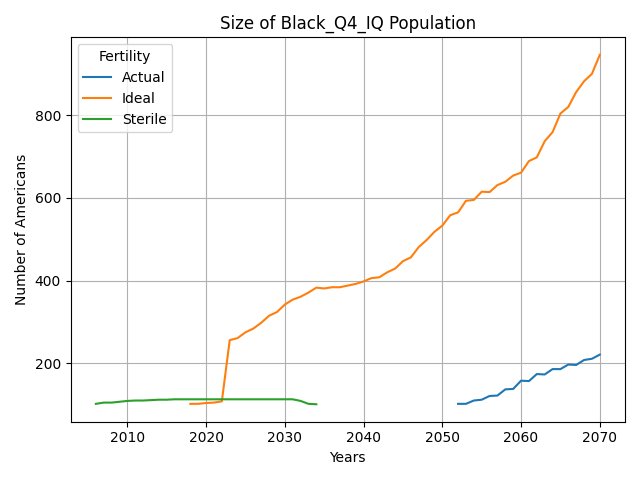 Size of Black_Q4_IQ Population
Fertility
Actual
Ideal
Sterile
Number of Americans
800
600
400
200
2010 2020 2030 2040 2050 2060 2070
Years